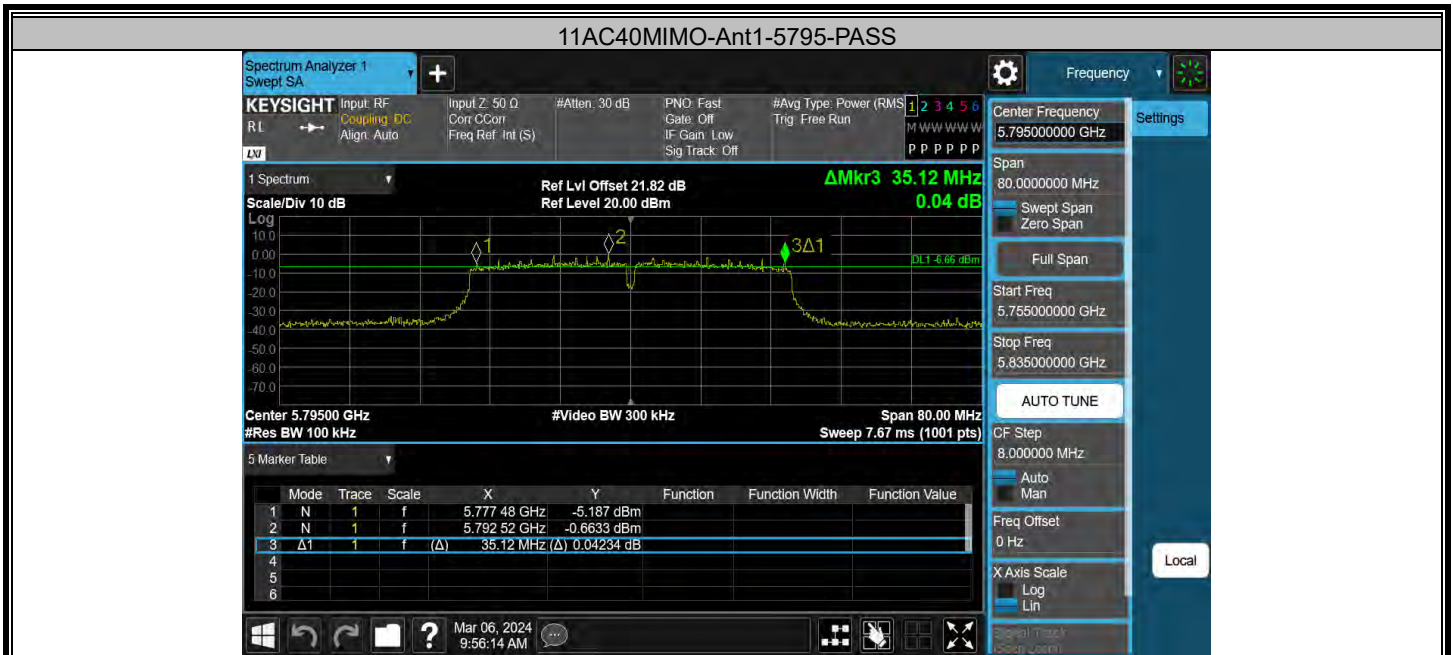 11AC40MIMO-Ant1-5795-PASS
Spectrum Analyzer 1
Swept SA
+
Frequency
KEYSIGHT
RL
LXI
Input: RF
Coupling: DC
Align: Auto
Input Z: 50 Ω
Corr CCorr
Freq Ref: Int (S)
#Atten: 30 dB
PNO: Fast
Gate: Off
IF Gain: Low
Sig Track: Off
#Avg Type: Power (RMS
Trig: Free Run
1 2 3 4 5 6
M W W W W W
P P P P P P
1 Spectrum
Scale/Div 10 dB
Ref Lvl Offset 21.82 dB
Ref Level 20.00 dBm
ΔMkr3 35.12 MHz
0.04 dB
Log
10.0
0.00
-10.0
-20.0
-30.0
-40.0
-50.0
-60.0
-70.0
1
2
3Δ1
DL1 -6.66 dBm
Center 5.79500 GHz
#Video BW 300 kHz
Span 80.00 MHz
#Res BW 100 kHz
Sweep 7.67 ms (1001 pts)
5 Marker Table
Mode Trace Scale X Y Function Function Width Function Value
1 N 1 f 5.777 48 GHz -5.187 dBm
2 N 1 f 5.792 52 GHz -0.6633 dBm
3 Δ1 1 f (Δ) 35.12 MHz (Δ) 0.04234 dB
4
5
6
?
Mar 06, 2024
9:56:14 AM
Center Frequency
5.795000000 GHz
Settings
Span
80.0000000 MHz
Swept Span
Zero Span
Full Span
Start Freq
5.755000000 GHz
Stop Freq
5.835000000 GHz
AUTO TUNE
CF Step
8.000000 MHz
Auto
Man
Freq Offset
0 Hz
X Axis Scale
Log
Lin
Local
Signal Track
(Span Zoom)